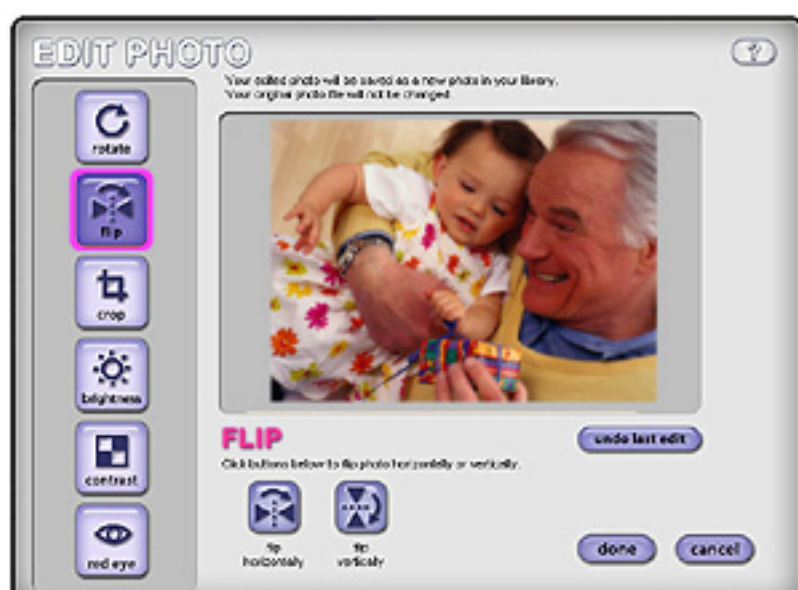 EDIT PHOTO
?
Your edited photo will be saved as a new photo in your library.
Your original photo file will not be changed.
rotate
flip
crop
brightness
contrast
red eye
FLIP
undo last edit
Click buttons below to flip photo horizontally or vertically.
flip
horizontally
flip
vertically
done
cancel